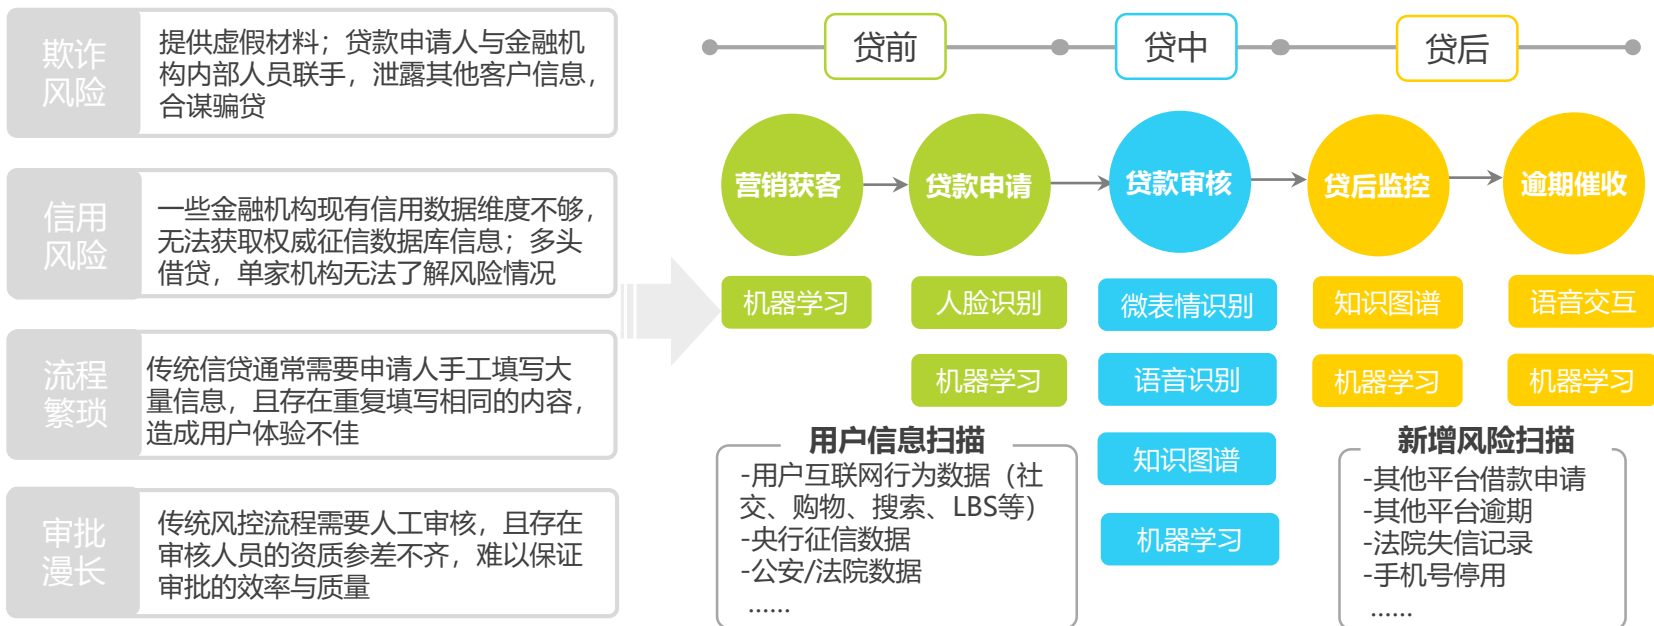 欺诈
风险
提供虚假材料；贷款申请人与金融机
构内部人员联手，泄露其他客户信息，
合谋骗贷
信用
风险
一些金融机构现有信用数据维度不够，
无法获取权威征信数据库信息；多头
借贷，单家机构无法了解风险情况
流程
繁琐
传统信贷通常需要申请人手工填写大
量信息，且存在重复填写相同的内容，
造成用户体验不佳
审批
漫长
传统风控流程需要人工审核，且存在
审核人员的资质参差不齐，难以保证
审批的效率与质量
贷前
贷中
贷后
营销获客
贷款申请
贷款审核
贷后监控
逾期催收
机器学习
人脸识别
微表情识别
知识图谱
语音交互
机器学习
语音识别
机器学习
机器学习
知识图谱
机器学习
用户信息扫描
-用户互联网行为数据（社
交、购物、搜索、LBS等）
-央行征信数据
-公安/法院数据
......
新增风险扫描
-其他平台借款申请
-其他平台逾期
-法院失信记录
-手机号停用
......